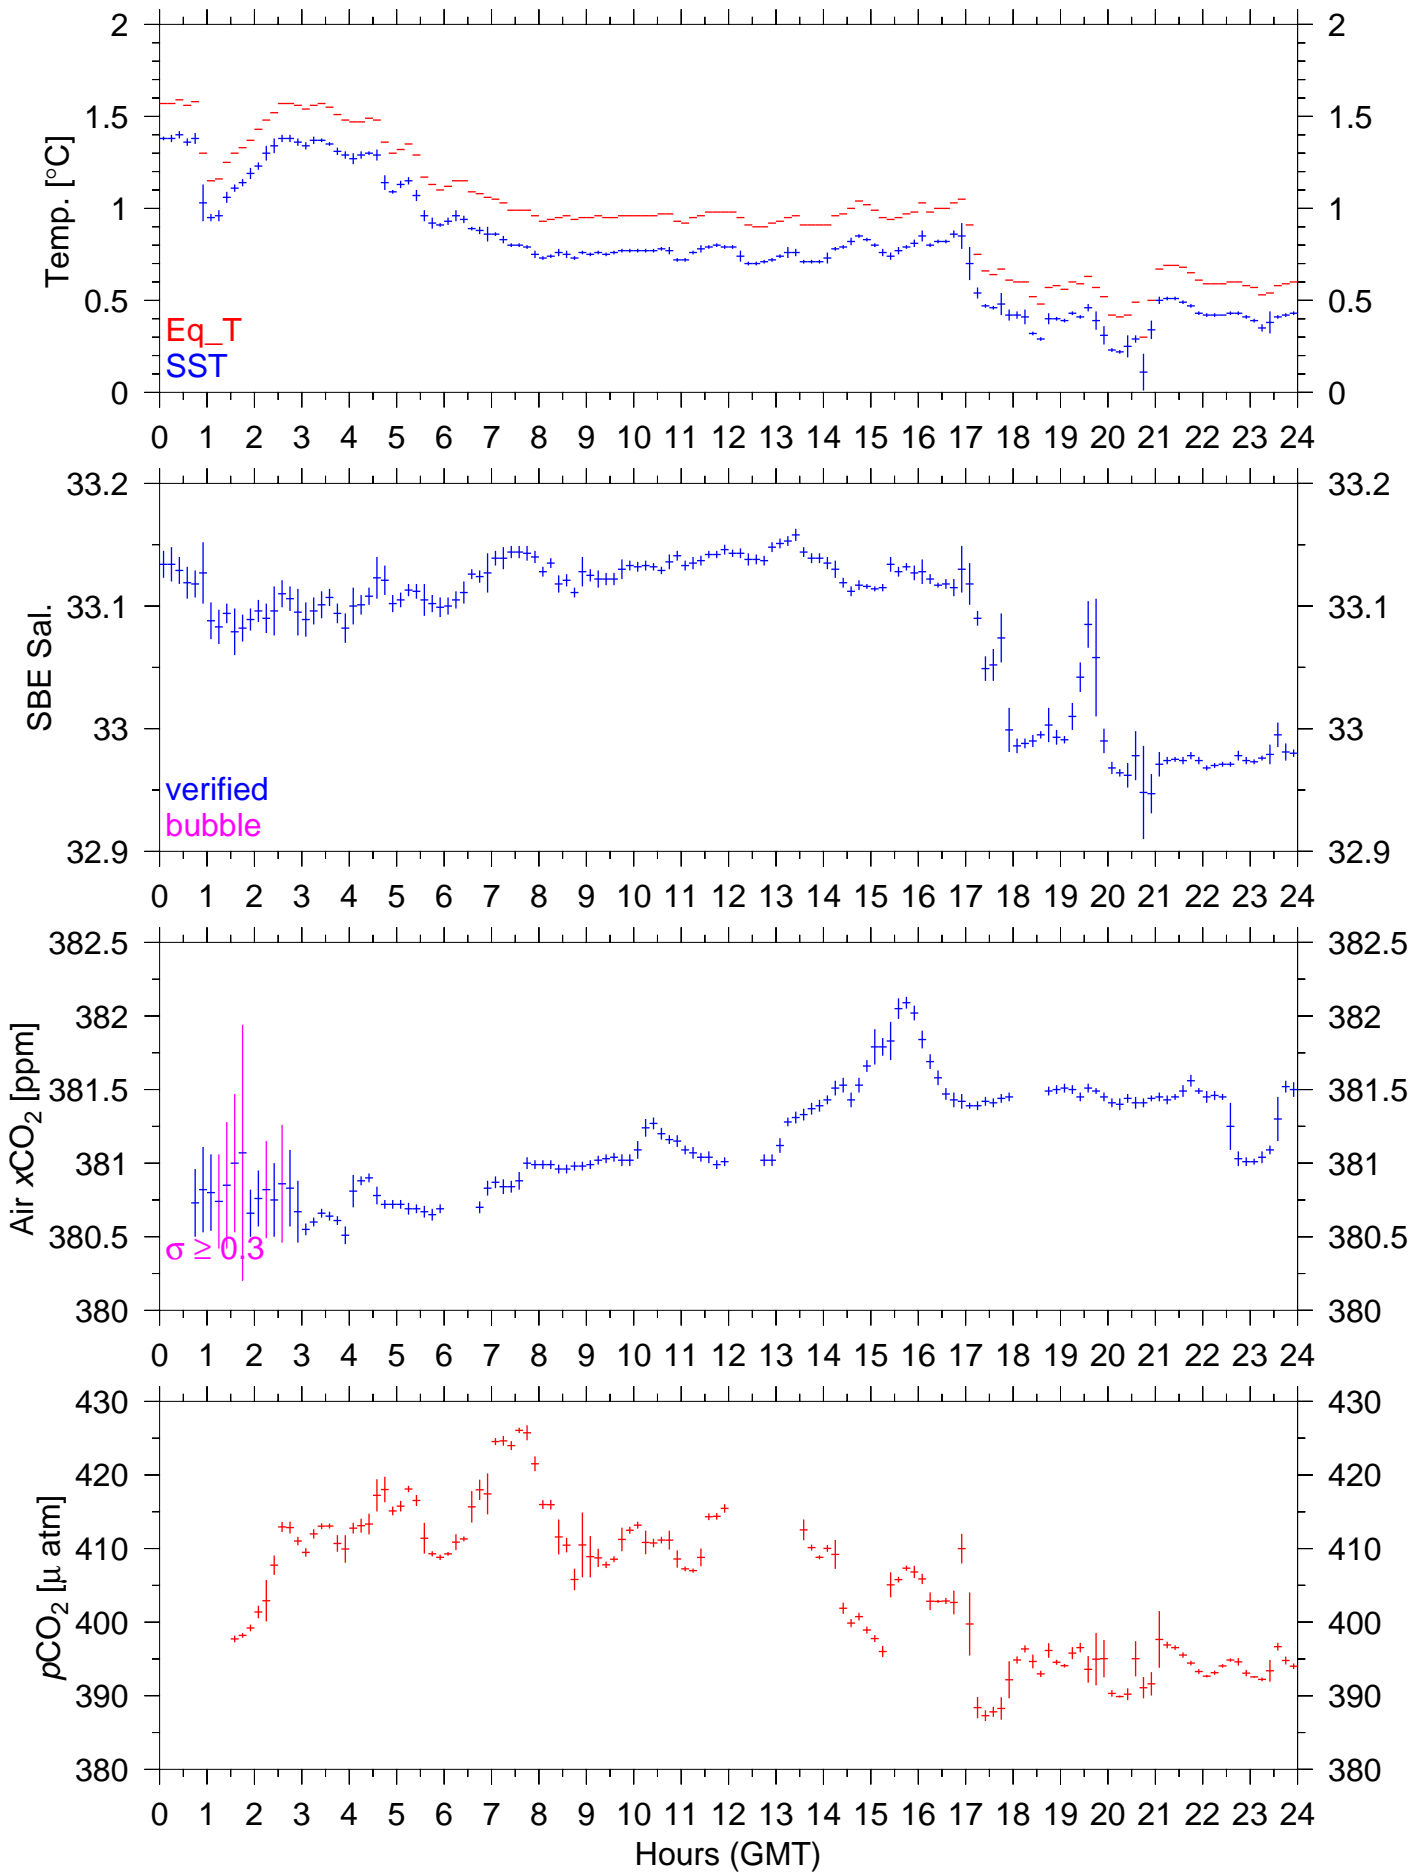 2 2
1.5 1.5
1 1
0.5 0.5
0 0
Temp. [°C]
Eq_T
SST
0 1 2 3 4 5 6 7 8 9 10 11 12 13 14 15 16 17 18 19 20 21 22 23 24
33.2 33.2
33.1 33.1
33 33
32.9 32.9
SBE Sal.
verified
bubble
0 1 2 3 4 5 6 7 8 9 10 11 12 13 14 15 16 17 18 19 20 21 22 23 24
382.5 382.5
382 382
381.5 381.5
381 381
380.5 380.5
380 380
Air xCO₂ [ppm]
σ ≥ 0.3
0 1 2 3 4 5 6 7 8 9 10 11 12 13 14 15 16 17 18 19 20 21 22 23 24
430 430
420 420
410 410
400 400
390 390
380 380
pCO₂ [μ atm]
0 1 2 3 4 5 6 7 8 9 10 11 12 13 14 15 16 17 18 19 20 21 22 23 24
Hours (GMT)